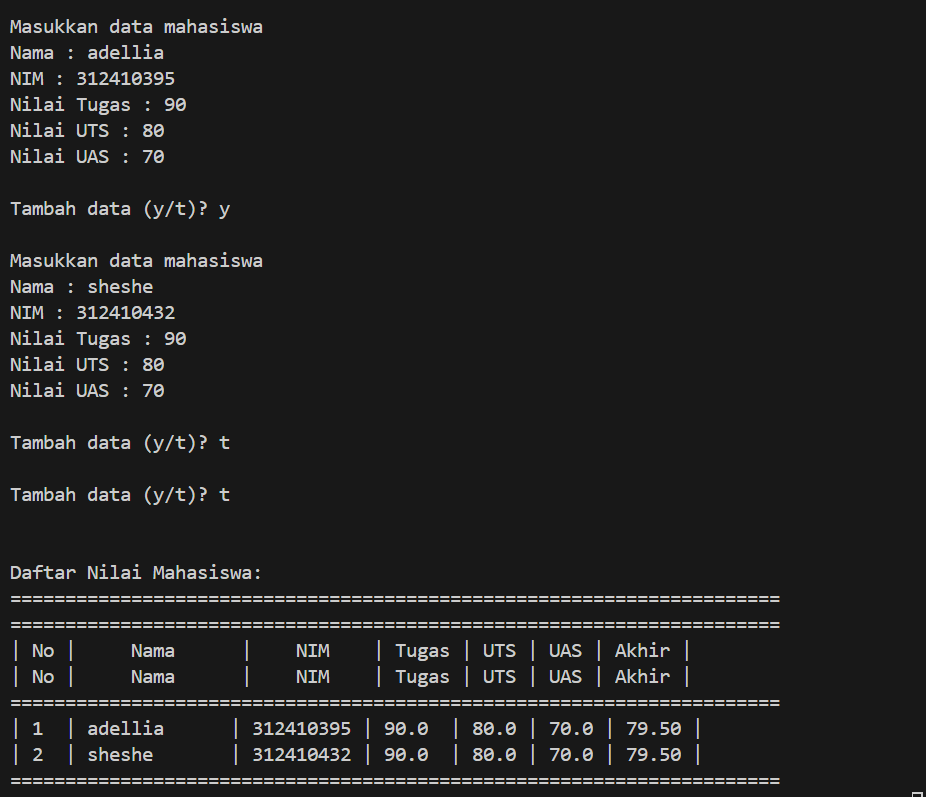 Masukkan data mahasiswa
Nama : adellia
NIM : 312410395
Nilai Tugas : 90
Nilai UTS : 80
Nilai UAS : 70
Tambah data (y/t)? y
Masukkan data mahasiswa
Nama : sheshe
NIM : 312410432
Nilai Tugas : 90
Nilai UTS : 80
Nilai UAS : 70
Tambah data (y/t)? t
Tambah data (y/t)? t
Daftar Nilai Mahasiswa:
======================================================================
======================================================================
| No |     Nama      |    NIM    | Tugas | UTS | UAS | Akhir |
| No |     Nama      |    NIM    | Tugas | UTS | UAS | Akhir |
======================================================================
| 1  | adellia      | 312410395 | 90.0  | 80.0 | 70.0 | 79.50 |
| 2  | sheshe       | 312410432 | 90.0  | 80.0 | 70.0 | 79.50 |
======================================================================